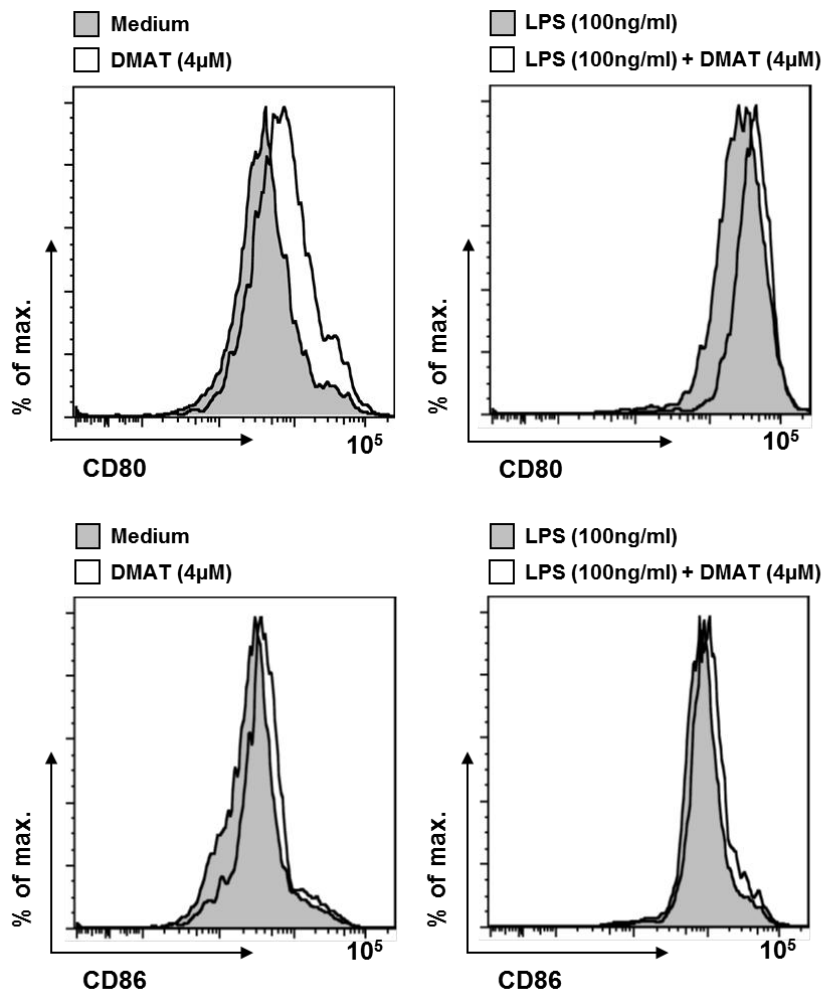 Medium
DMAT (4µM)
% of max.
10⁵
CD80
LPS (100ng/ml)
LPS (100ng/ml) + DMAT (4µM)
% of max.
10⁵
CD80
Medium
DMAT (4µM)
% of max.
10⁵
CD86
LPS (100ng/ml)
LPS (100ng/ml) + DMAT (4µM)
% of max.
10⁵
CD86